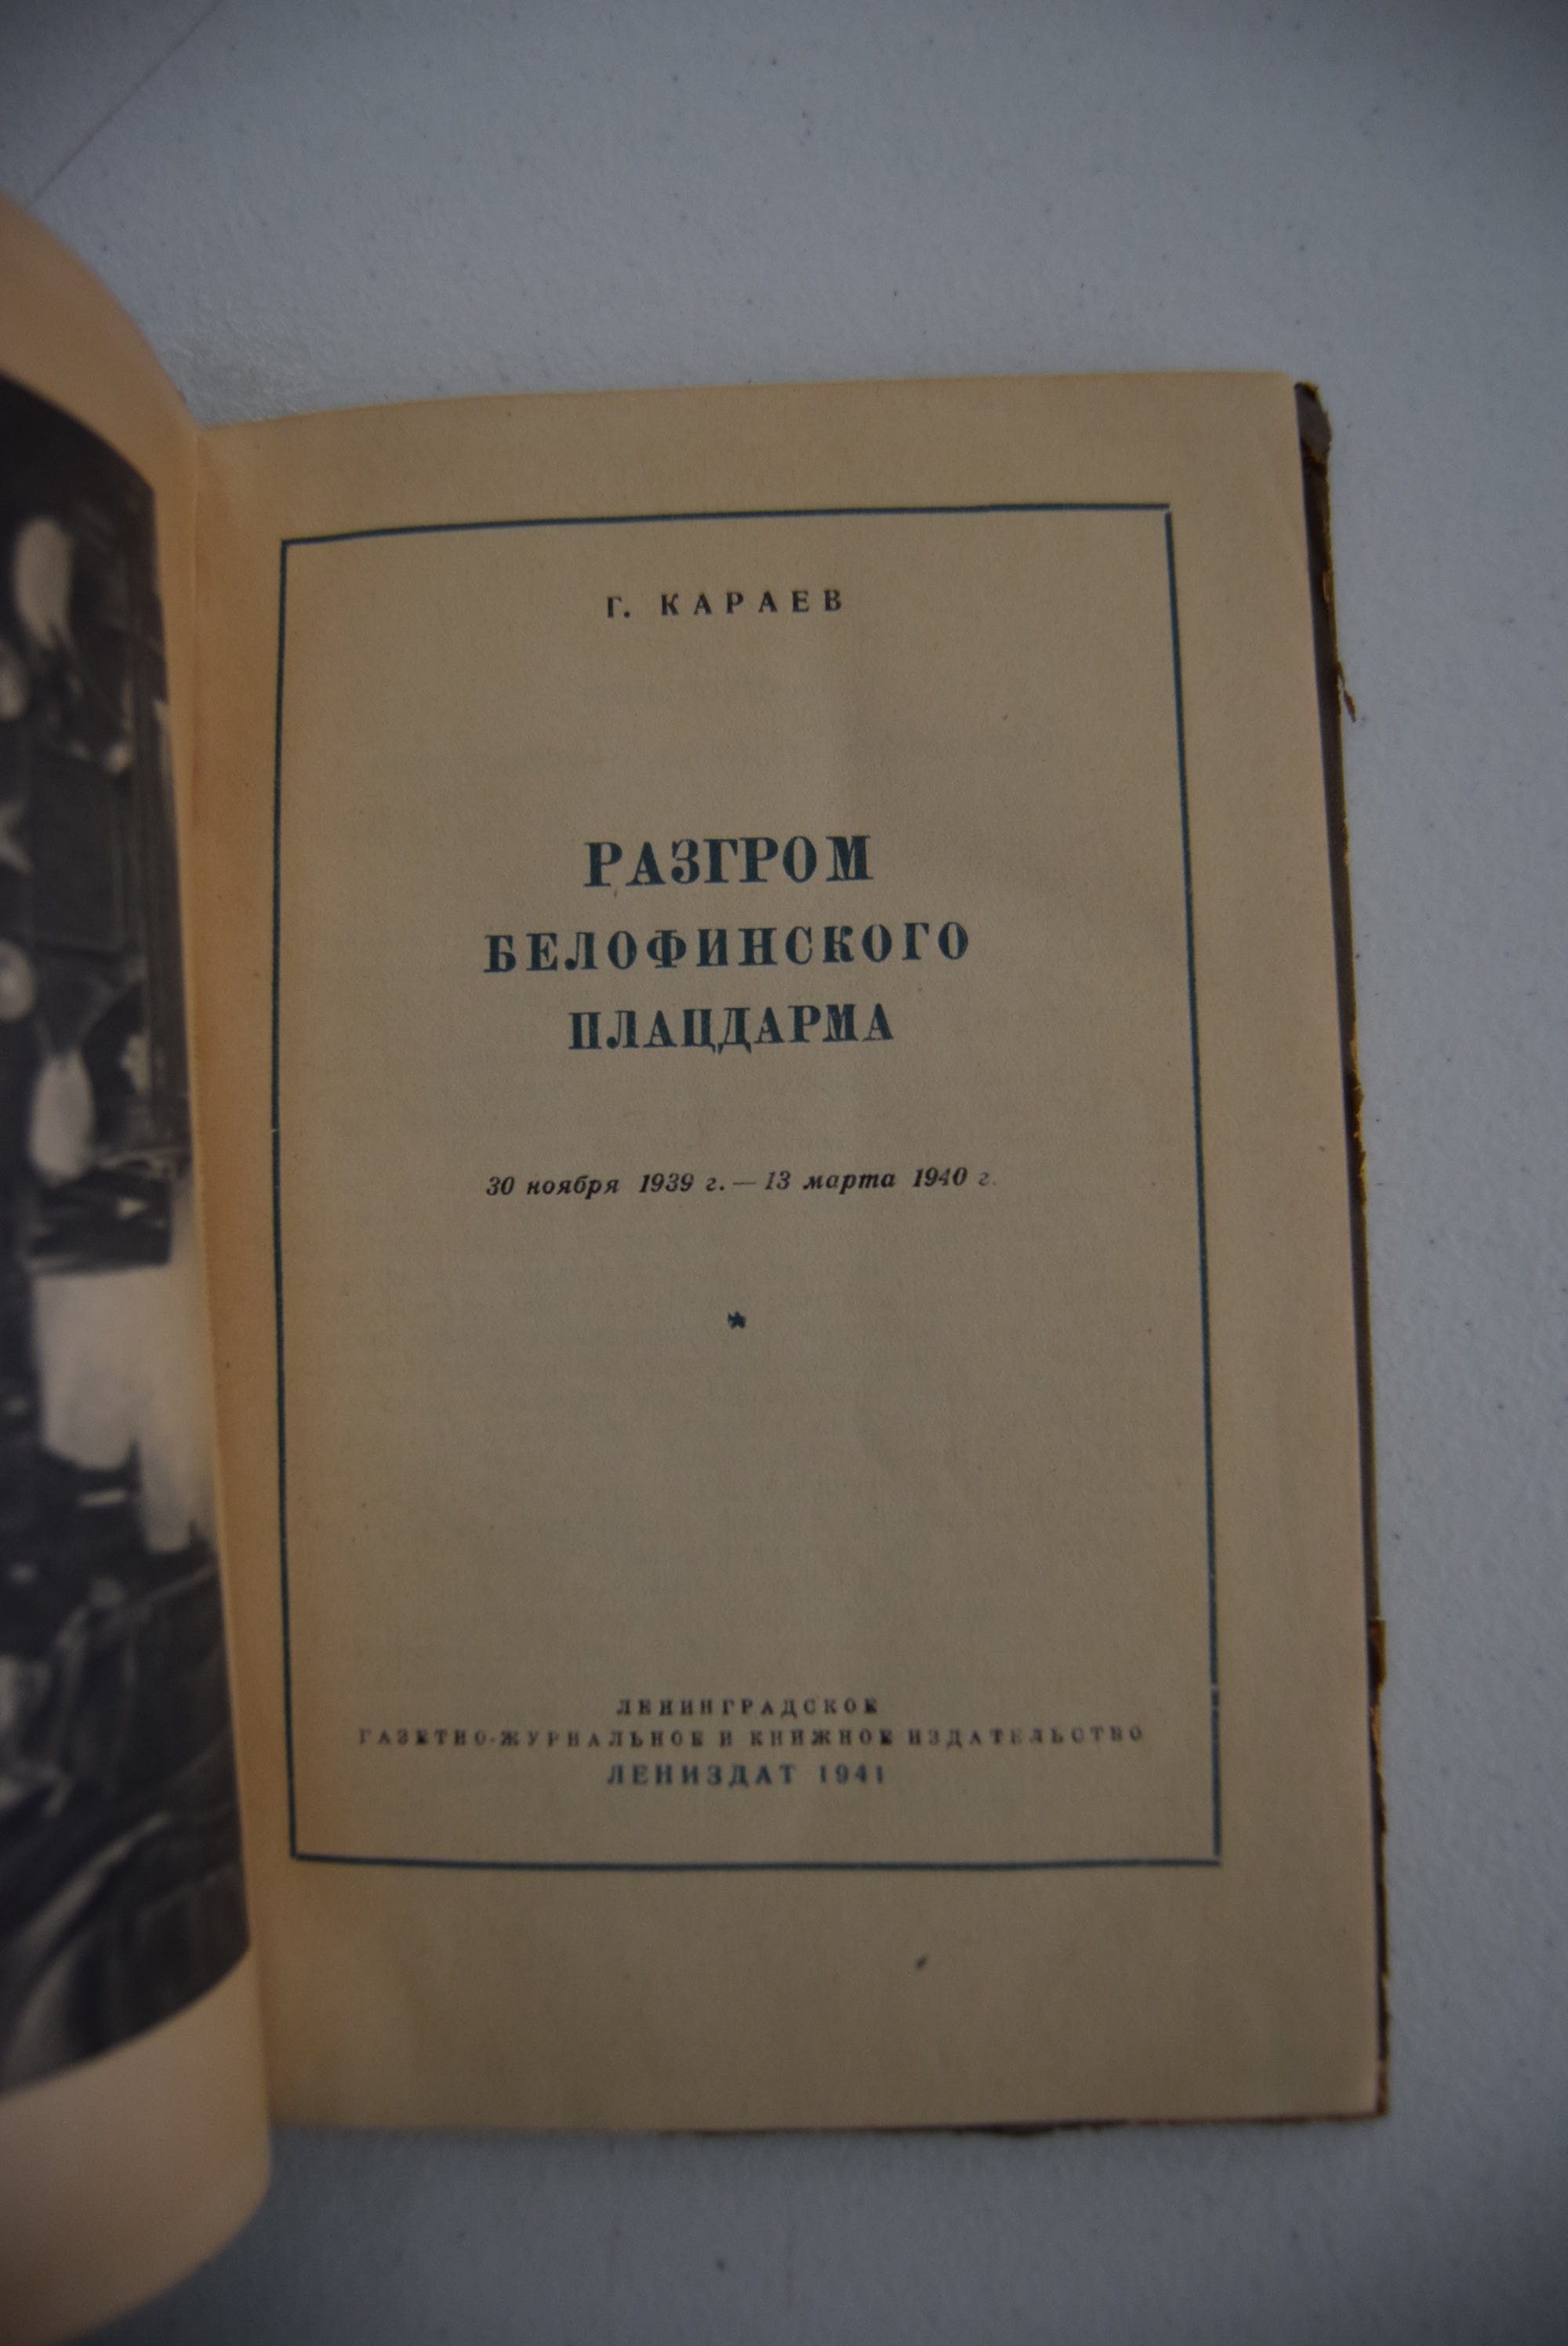 Г. КАРАЕВ
РАЗГРОМ
БЕЛОФИНСКОГО
ПЛАЦДАРМА
30 ноября 1939 г. — 13 марта 1940 г.
ЛЕНИНГРАДСКОЕ
ГАЗЕТНО-ЖУРНАЛЬНОЕ И КНИЖНОЕ ИЗДАТЕЛЬСТВО
ЛЕНИЗДАТ 1941